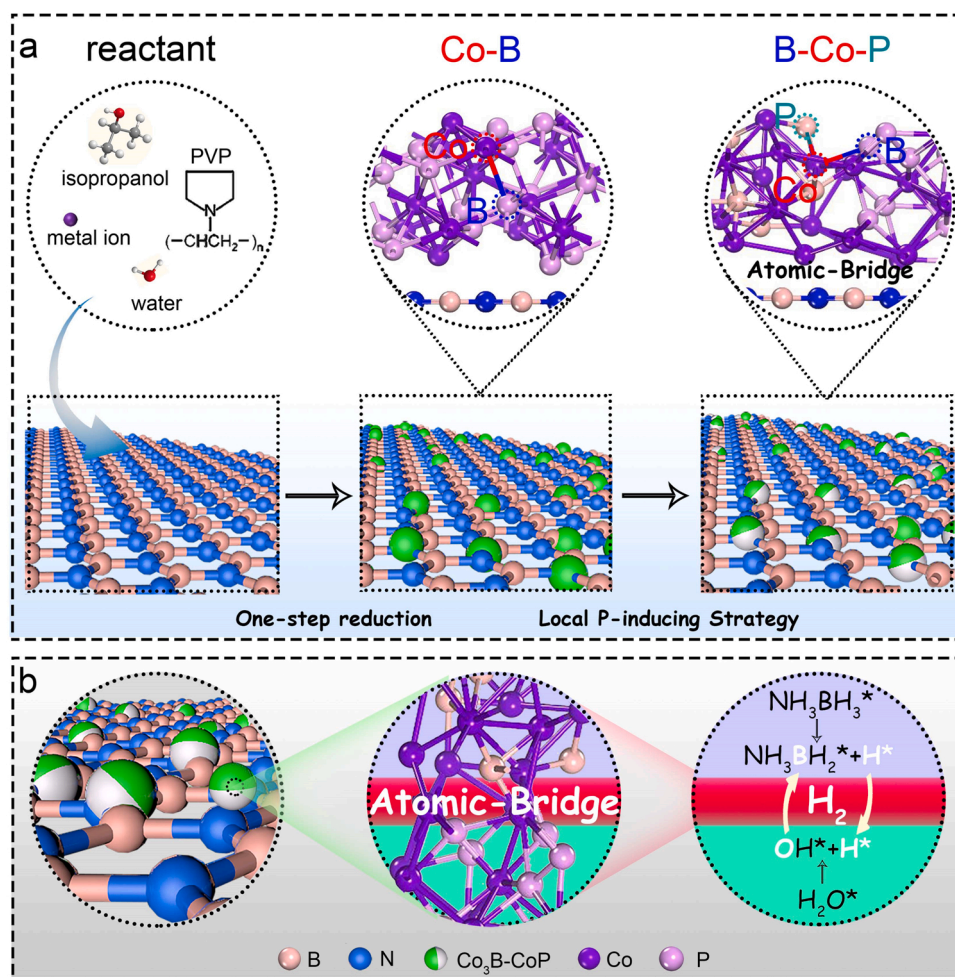 a
reactant
Co-B
B-Co-P
isopropanol
PVP
N
(-CHCH₂-)n
metal ion
water
Co
B
P
B
Co
Atomic-Bridge
One-step reduction
Local P-inducing Strategy
b
Atomic-Bridge
NH₃BH₃*
NH₃BH₂*+H*
H₂
OH*+H*
H₂O*
B
N
Co₃B-CoP
Co
P